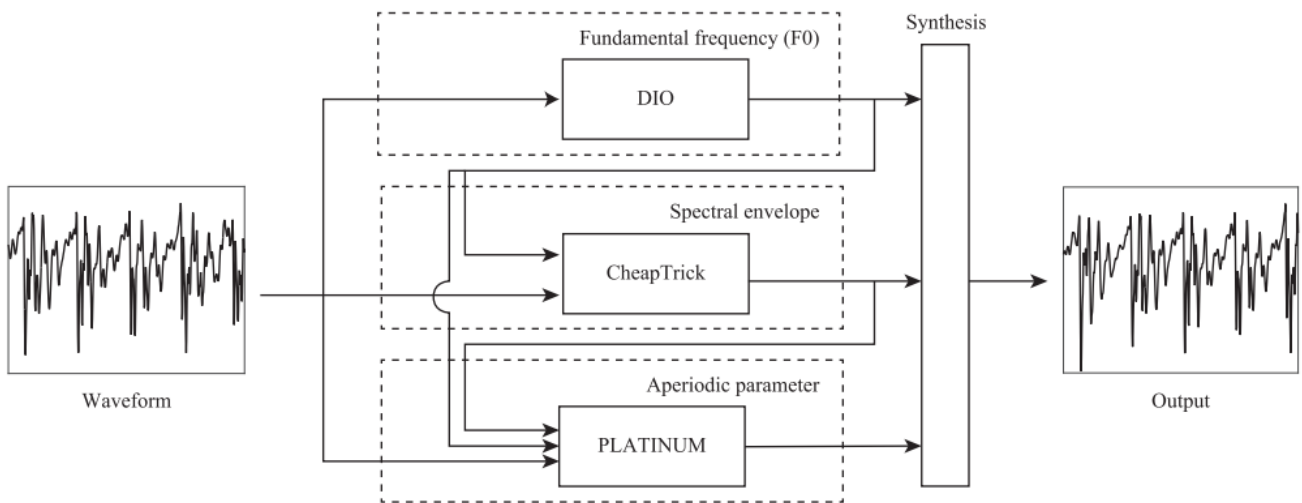 Synthesis
Fundamental frequency (F0)
DIO
Spectral envelope
CheapTrick
Waveform
Aperiodic parameter
PLATINUM
Output